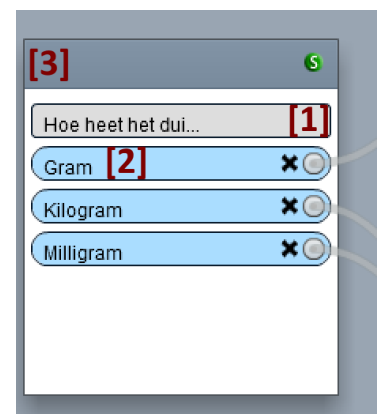 [3] S
Hoe heet het dui... [1]
Gram [2]
Kilogram
Milligram